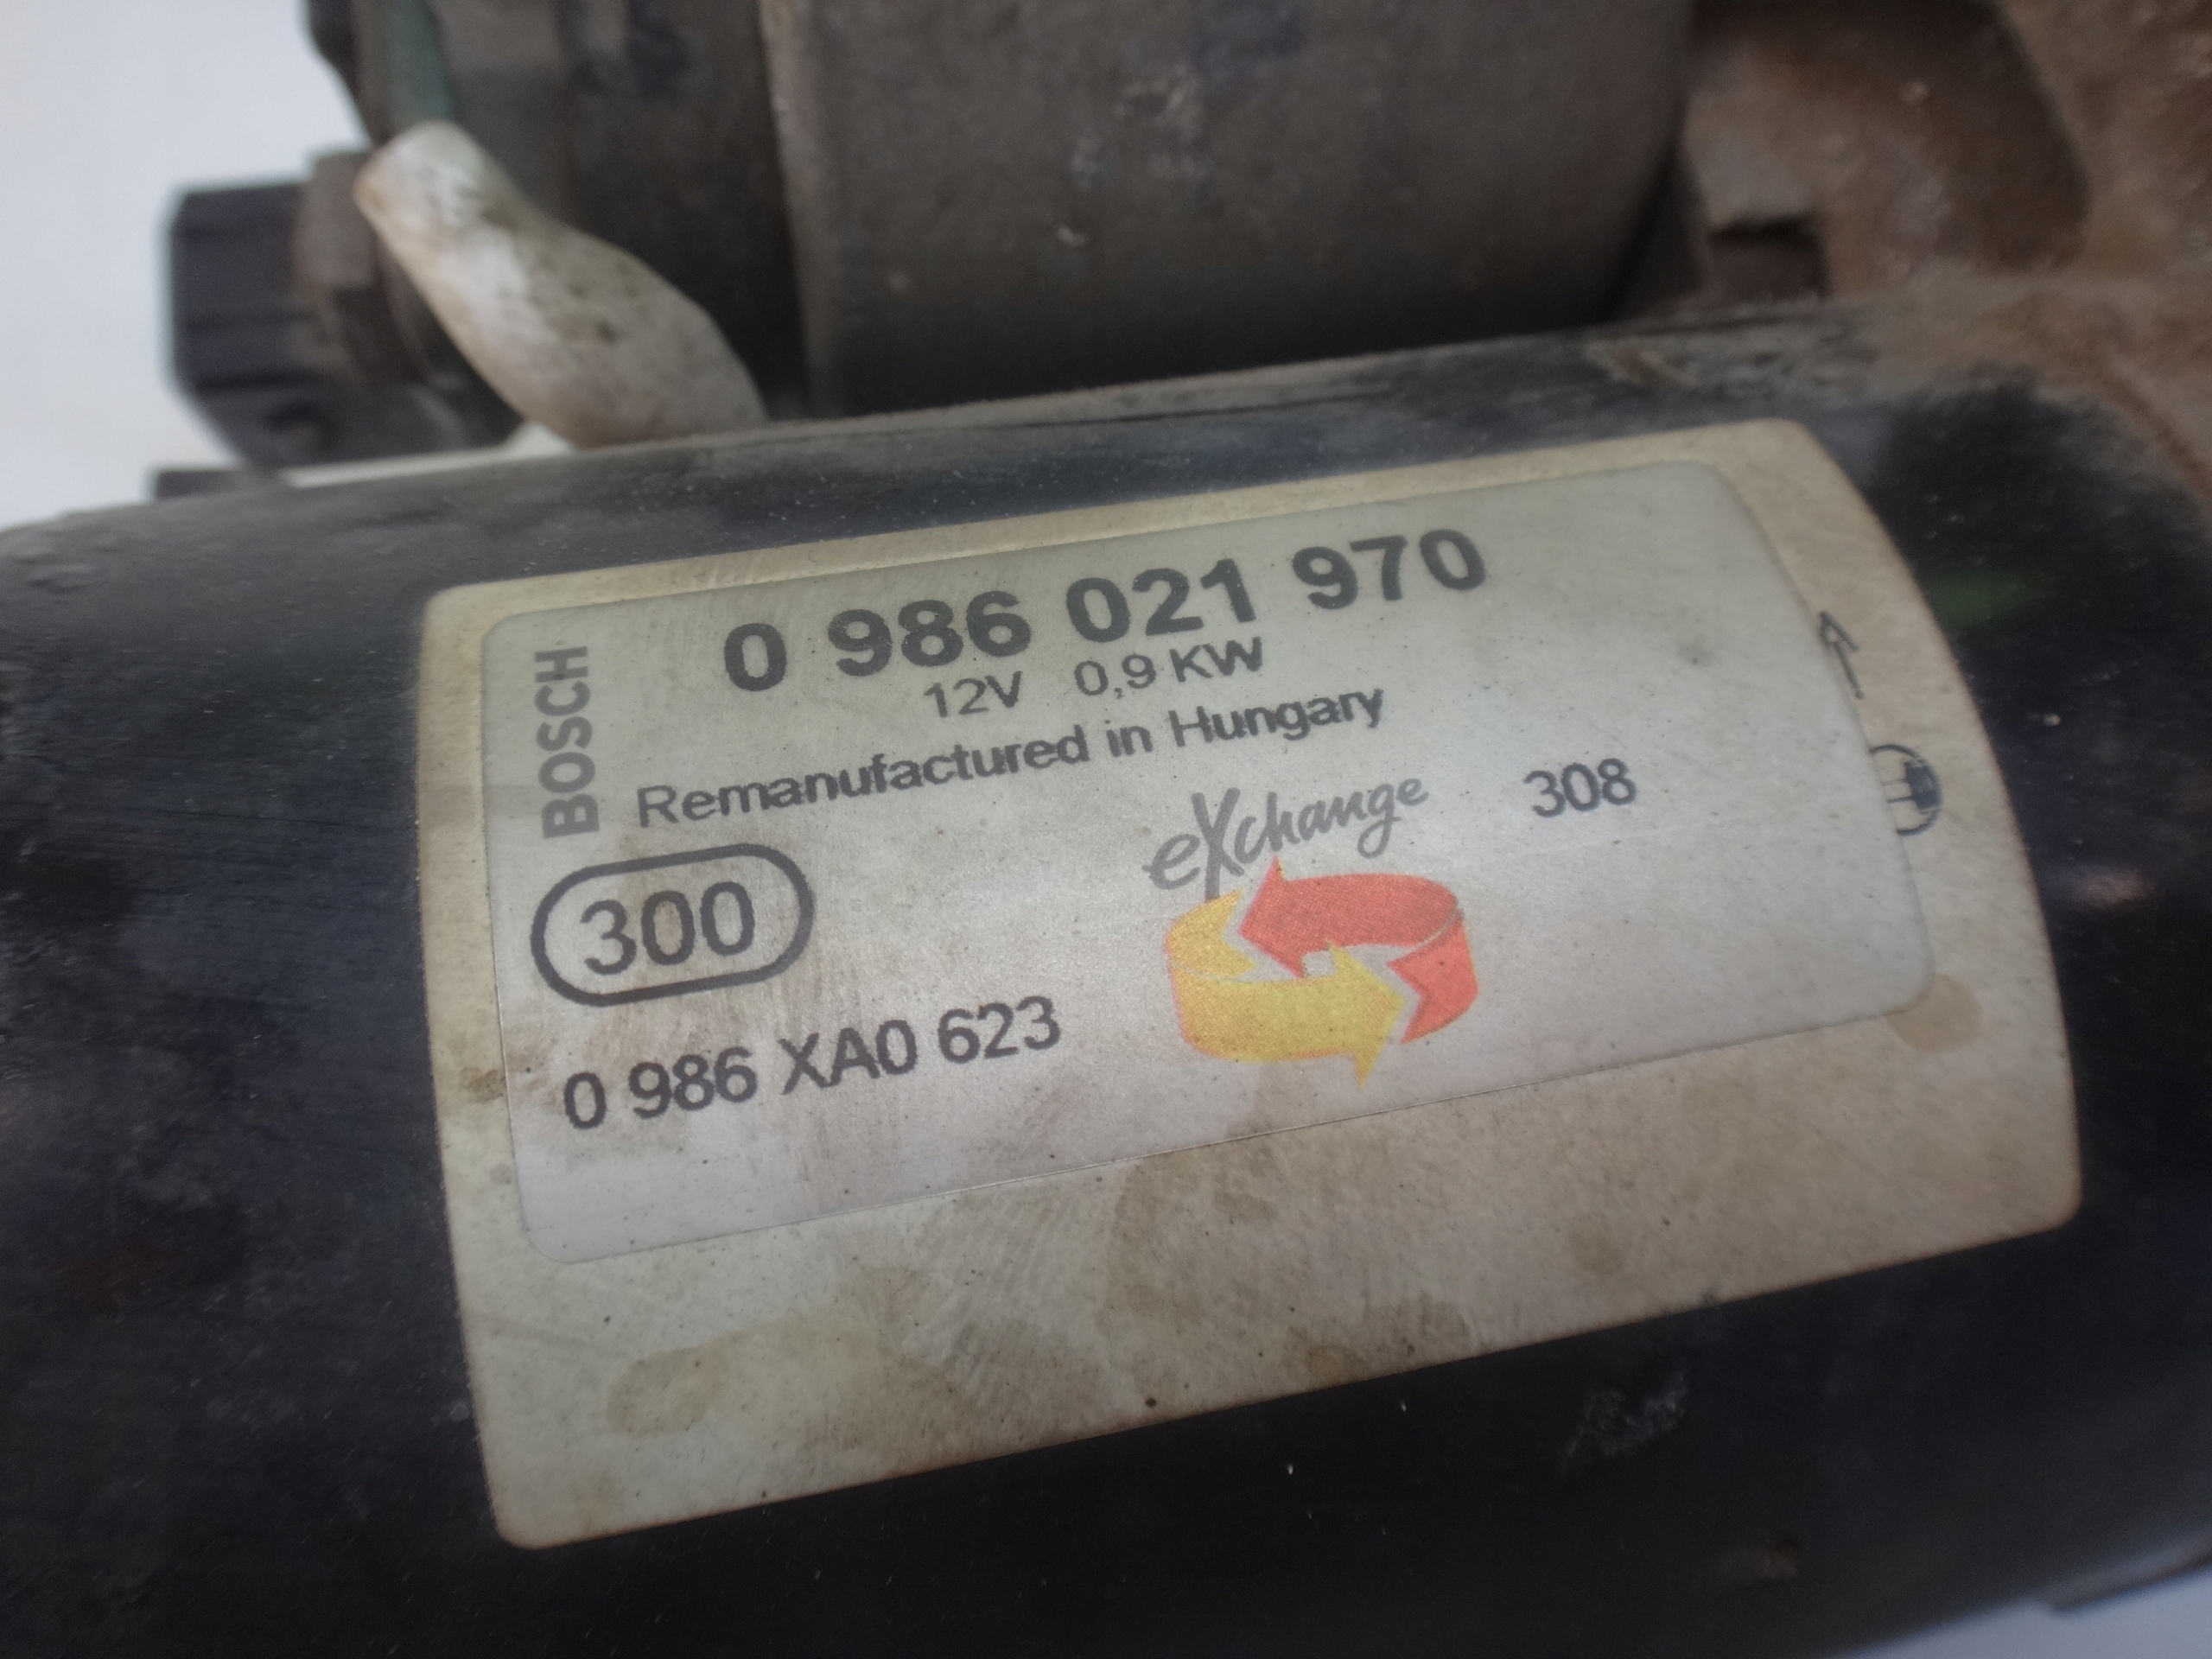 BOSCH
0 986 021 970
12V 0,9 KW
Remanufactured in Hungary
eXchange 308
300
0 986 XA0 623